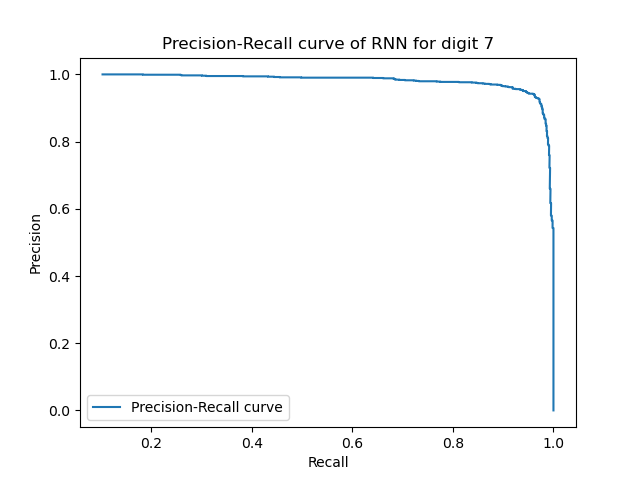 Precision-Recall curve of RNN for digit 7
1.0
0.8
0.6
0.4
0.2
0.0
Precision
Precision-Recall curve
0.2 0.4 0.6 0.8 1.0
Recall